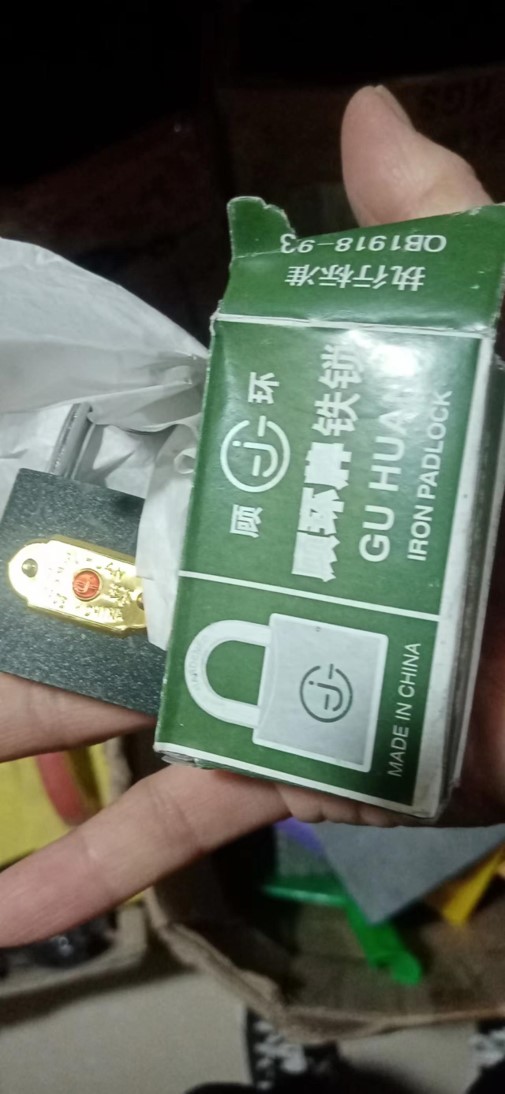 执行标准
QB1918-93
顾 环
顾环牌铁锁
GU HUAN
IRON PADLOCK
MADE IN CHINA